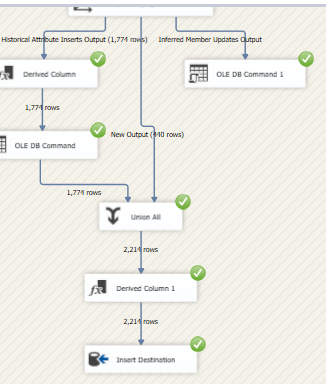 Historical Attribute Inserts Output (1,774 rows)
Inferred Member Updates Output
Derived Column
OLE DB Command 1
1,774 rows
New Output (440 rows)
OLE DB Command
1,774 rows
Union All
2,214 rows
Derived Column 1
2,214 rows
Insert Destination